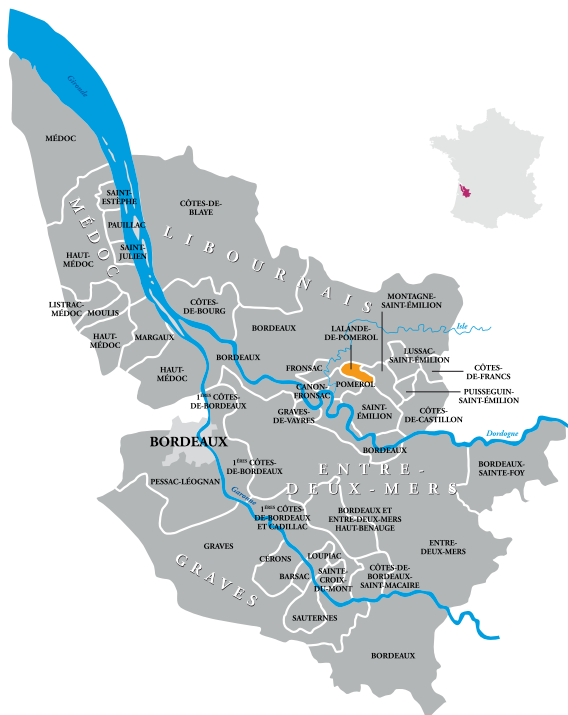 Gironde
MÉDOC
SAINT-
ESTÈPHE
PAUILLAC
SAINT-
JULIEN
MÉDOC
HAUT-
MÉDOC
LISTRAC-
MÉDOC
MOULIS
HAUT-
MÉDOC
MARGAUX
HAUT-
MÉDOC
CÔTES-DE-
BLAYE
LIBOURNAIS
CÔTES-
DE-BOURG
BORDEAUX
BORDEAUX
MONTAGNE-
SAINT-ÉMILION
LALANDE-
DE-POMEROL
Isle
LUSSAC-
SAINT-ÉMILION
FRONSAC
CÔTES-
DE-FRANCS
CANON-
FRONSAC
POMEROL
PUISSEGUIN-
SAINT-ÉMILION
1ÈRES CÔTES-
DE-BORDEAUX
GRAVES-
DE-VAYRES
SAINT-
ÉMILION
CÔTES-
DE-CASTILLON
Dordogne
BORDEAUX
BORDEAUX
BORDEAUX-
SAINTE-FOY
ENTRE-
DEUX-MERS
1ÈRES CÔTES-
DE-BORDEAUX
PESSAC-LÉOGNAN
Garonne
1ÈRES CÔTES-
DE-BORDEAUX
ET CADILLAC
BORDEAUX ET
ENTRE-DEUX-MERS
HAUT-BENAUGE
ENTRE-
DEUX-MERS
GRAVES
GRAVES
CÉRONS
LOUPIAC
BARSAC
SAINTE-
CROIX-
DU-MONT
CÔTES-DE-
BORDEAUX-
SAINT-MACAIRE
SAUTERNES
BORDEAUX